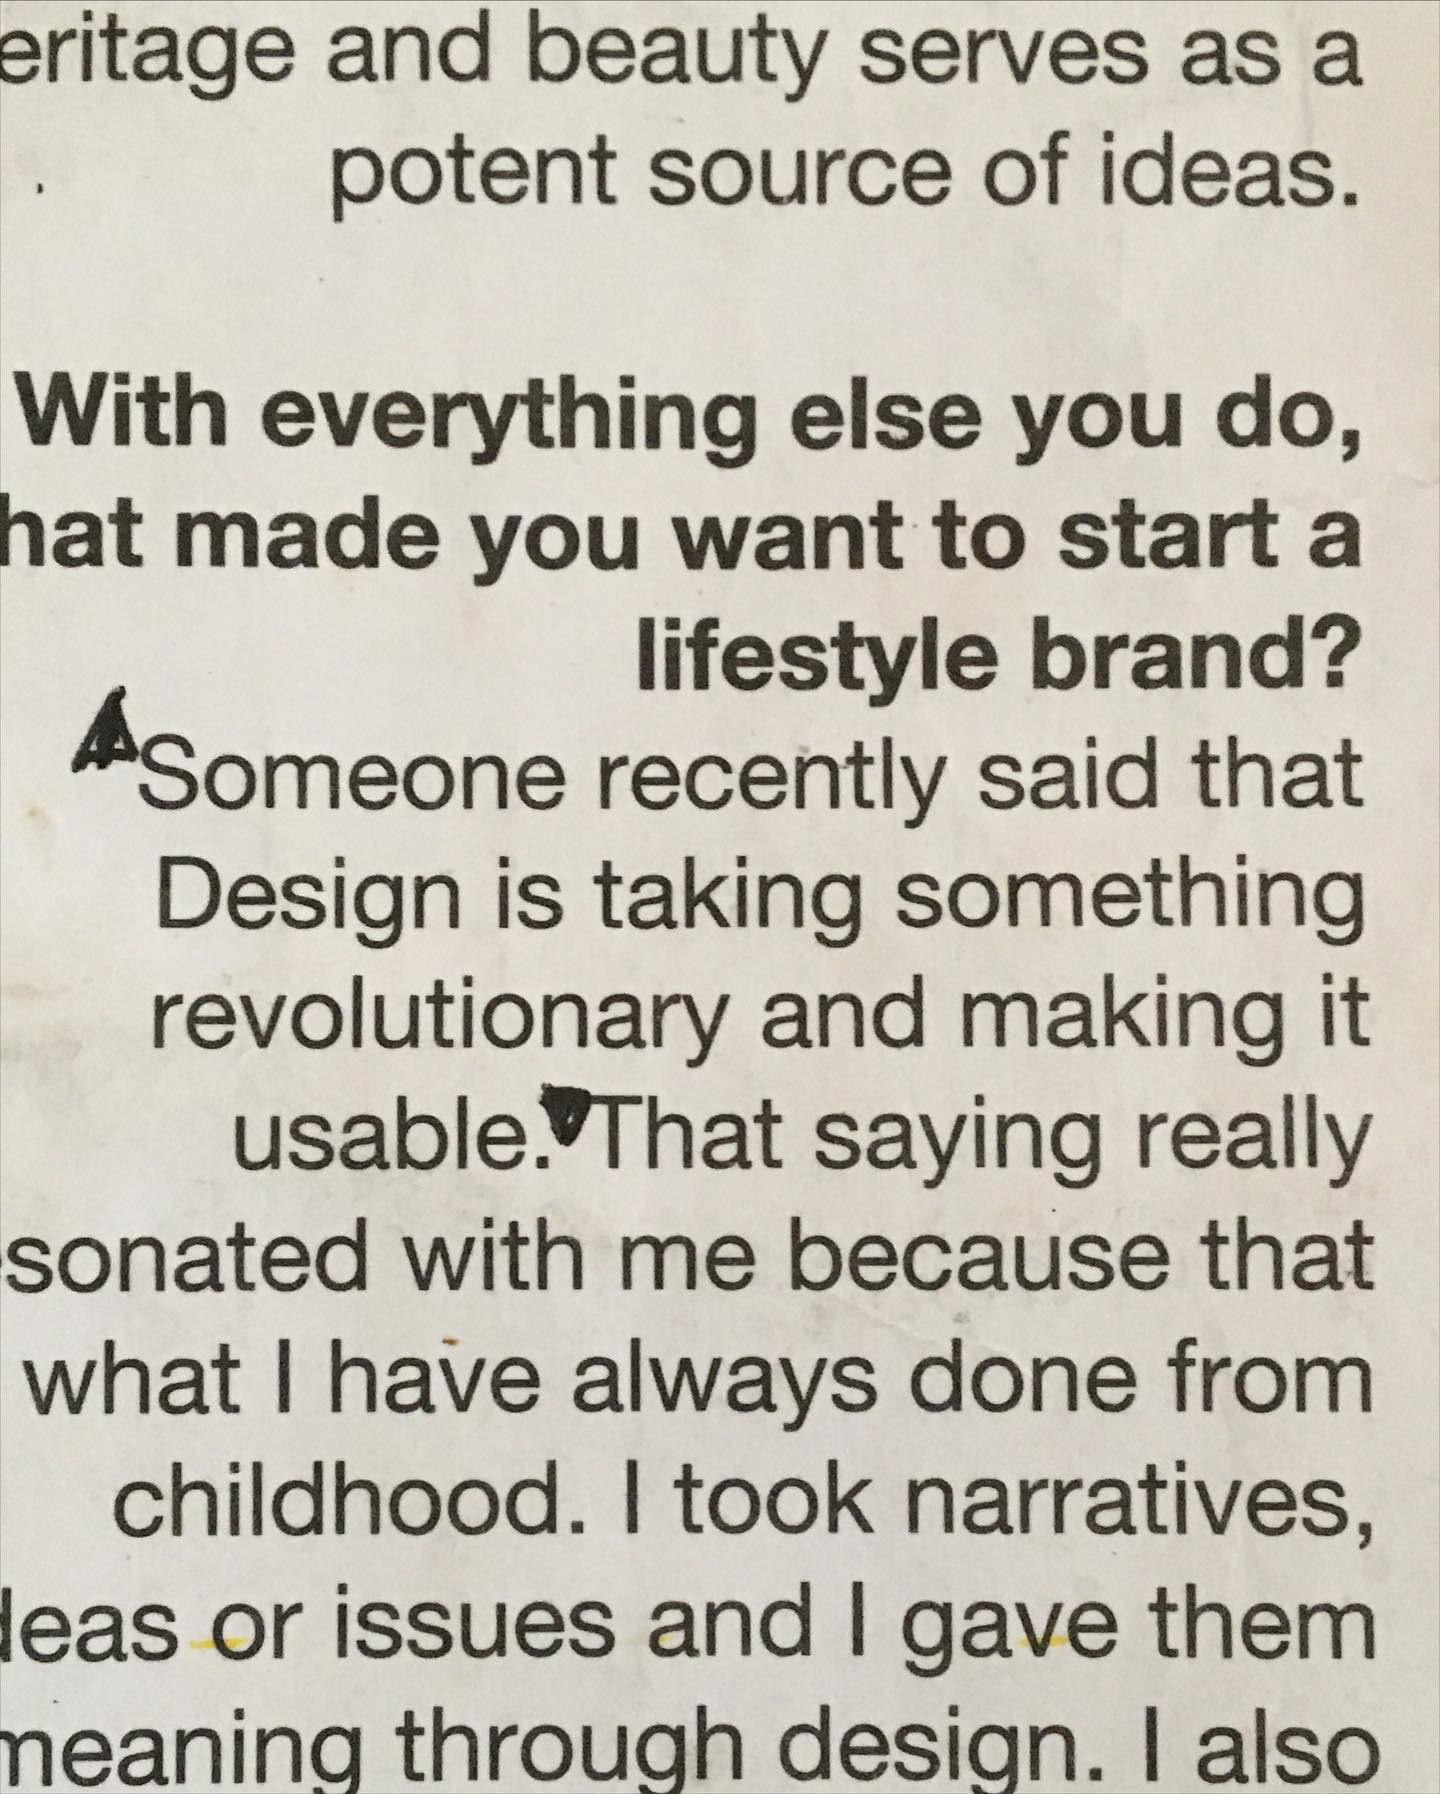 eritage and beauty serves as a
potent source of ideas.
With everything else you do,
hat made you want to start a
lifestyle brand?
Someone recently said that
Design is taking something
revolutionary and making it
usable. That saying really
sonated with me because that
what I have always done from
childhood. I took narratives,
deas or issues and I gave them
meaning through design. I also